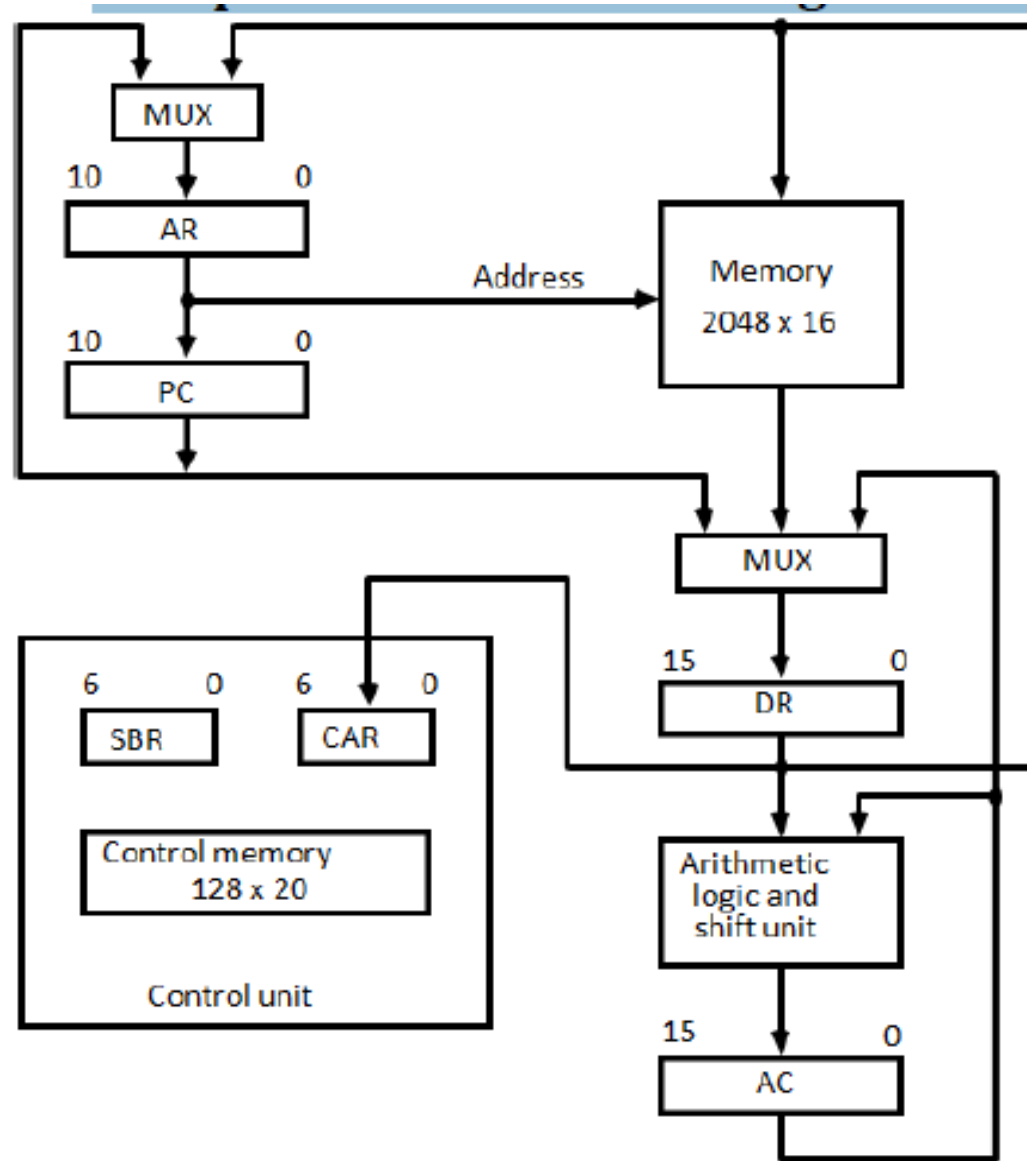 MUX
10 0
AR
Address
Memory
2048 x 16
10 0
PC
MUX
15 0
DR
6 0 6 0
SBR CAR
Control memory
128 x 20
Control unit
Arithmetic
logic and
shift unit
15 0
AC